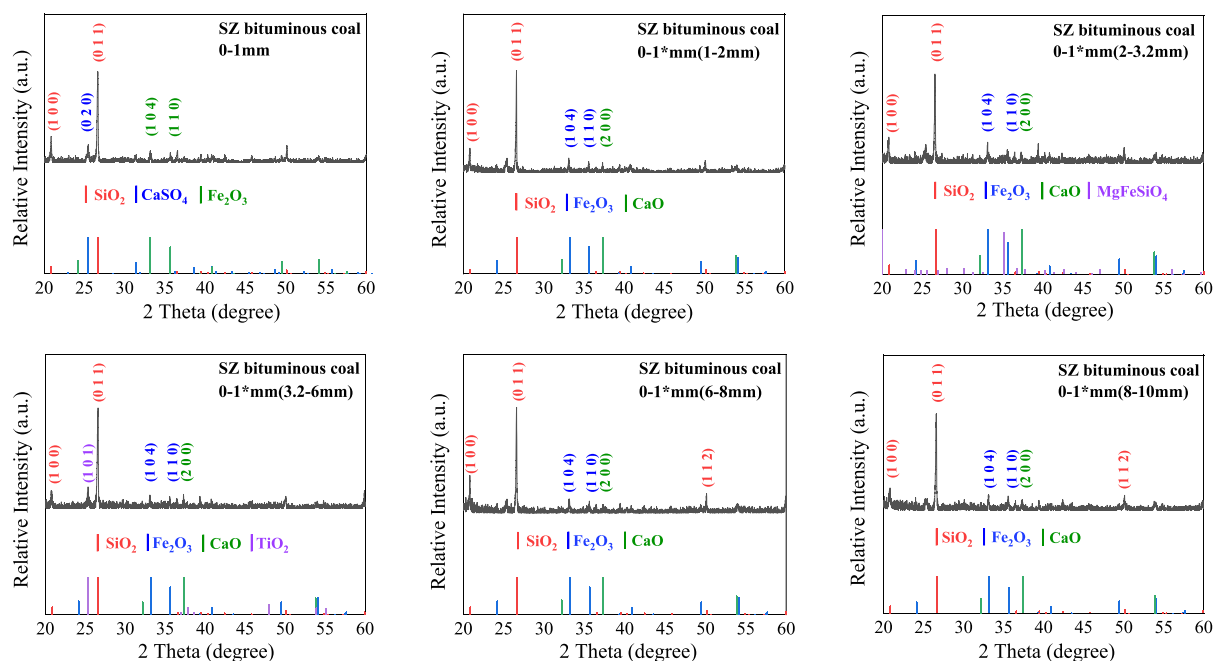 SZ bituminous coal
0-1mm
(1 0 0)
(0 2 0)
(0 1 1)
(1 0 4)
(1 1 0)
SiO₂ CaSO₄ Fe₂O₃
Relative Intensity (a.u.)
20 25 30 35 40 45 50 55 60
2 Theta (degree)
SZ bituminous coal
0-1*mm(1-2mm)
(1 0 0)
(0 1 1)
(1 0 4)
(1 1 0)
(2 0 0)
SiO₂ Fe₂O₃ CaO
Relative Intensity (a.u.)
20 25 30 35 40 45 50 55 60
2 Theta (degree)
SZ bituminous coal
0-1*mm(2-3.2mm)
(1 0 0)
(0 1 1)
(1 0 4)
(1 1 0)
(2 0 0)
SiO₂ Fe₂O₃ CaO MgFeSiO₄
Relative Intensity (a.u.)
20 25 30 35 40 45 50 55 60
2 Theta (degree)
SZ bituminous coal
0-1*mm(3.2-6mm)
(1 0 0)
(1 0 1)
(0 1 1)
(1 0 4)
(1 1 0)
(2 0 0)
SiO₂ Fe₂O₃ CaO TiO₂
Relative Intensity (a.u.)
20 25 30 35 40 45 50 55 60
2 Theta (degree)
SZ bituminous coal
0-1*mm(6-8mm)
(1 0 0)
(0 1 1)
(1 0 4)
(1 1 0)
(2 0 0)
(1 1 2)
SiO₂ Fe₂O₃ CaO
Relative Intensity (a.u.)
20 25 30 35 40 45 50 55 60
2 Theta (degree)
SZ bituminous coal
0-1*mm(8-10mm)
(1 0 0)
(0 1 1)
(1 0 4)
(1 1 0)
(2 0 0)
(1 1 2)
SiO₂ Fe₂O₃ CaO
Relative Intensity (a.u.)
20 25 30 35 40 45 50 55 60
2 Theta (degree)